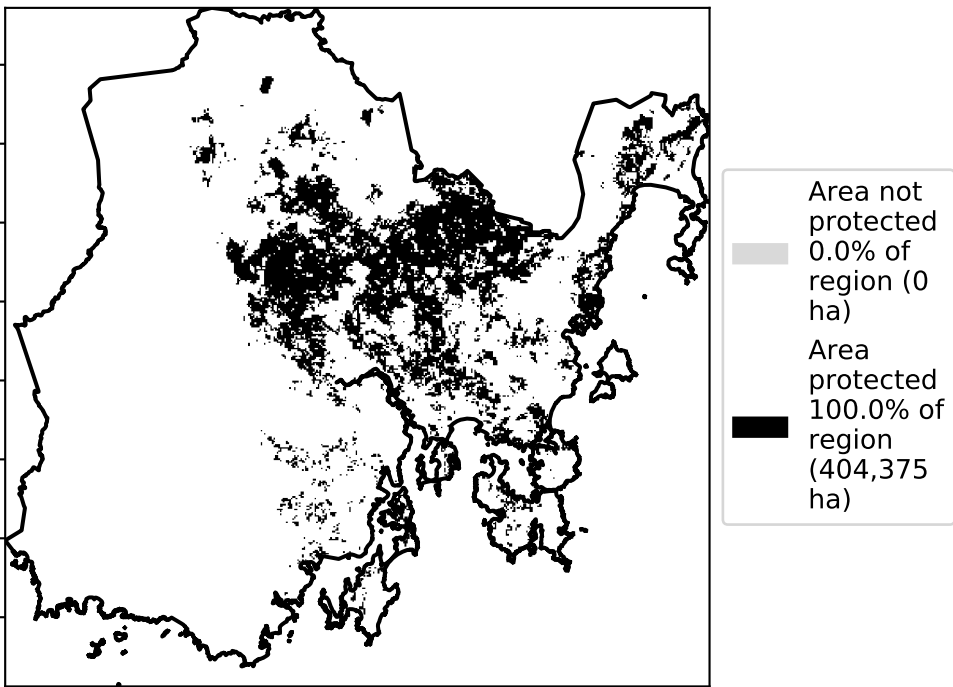 Area not
protected
0.0% of
region (0
ha)
Area
protected
100.0% of
region
(404,375
ha)